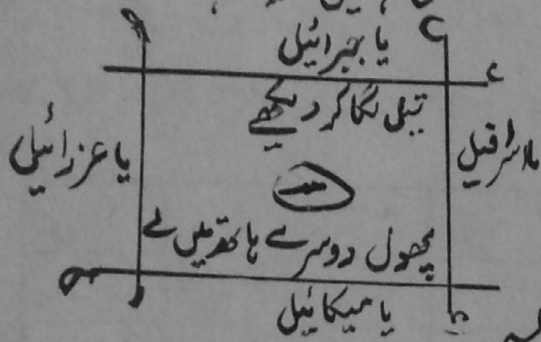 یا جبرائیل
تیل لگا کر دیکھے
یا اسرافیل
یا عزرائیل
پھول دوسرے ہاتھ میں لے
یا میکائیل